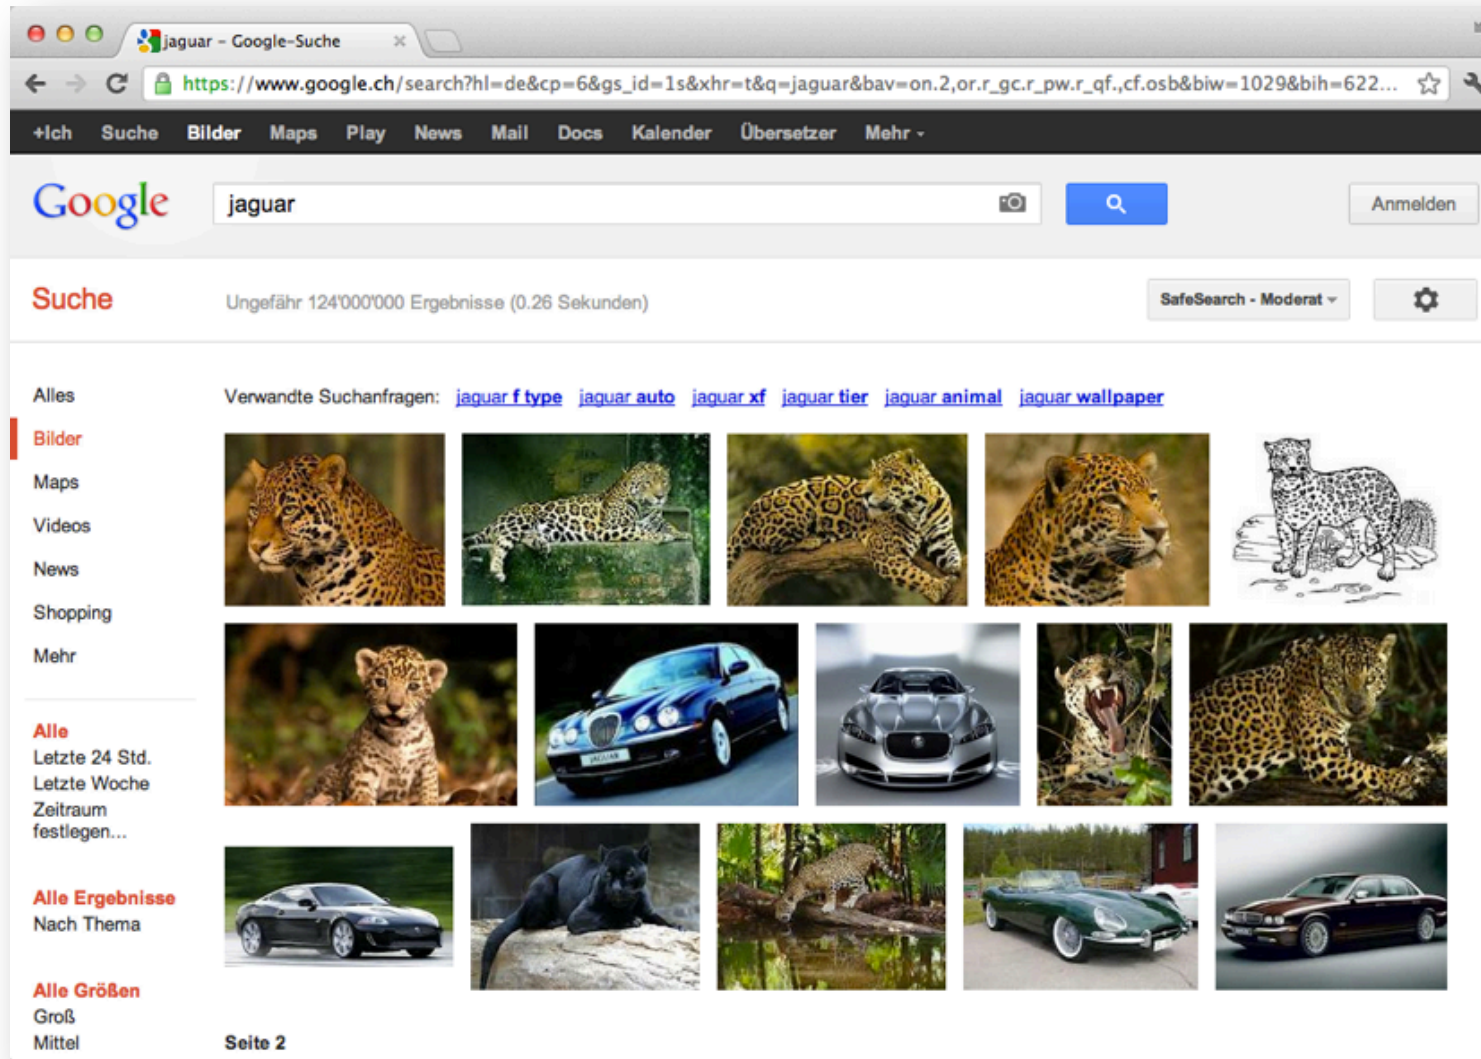 jaguar – Google-Suche
https://www.google.ch/search?hl=de&cp=6&gs_id=1s&xhr=t&q=jaguar&bav=on.2,or.r_gc.r_pw.r_qf.,cf.osb&biw=1029&bih=622...
+Ich Suche Bilder Maps Play News Mail Docs Kalender Übersetzer Mehr
Google jaguar Anmelden
Suche Ungefähr 124'000'000 Ergebnisse (0.26 Sekunden) SafeSearch - Moderat
Alles
Verwandte Suchanfragen: jaguar f type jaguar auto jaguar xf jaguar tier jaguar animal jaguar wallpaper
Bilder
Maps
Videos
News
Shopping
Mehr
JAGUAR
Alle
Letzte 24 Std.
Letzte Woche
Zeitraum
festlegen...
Alle Ergebnisse
Nach Thema
Alle Größen
Groß
Mittel
Seite 2